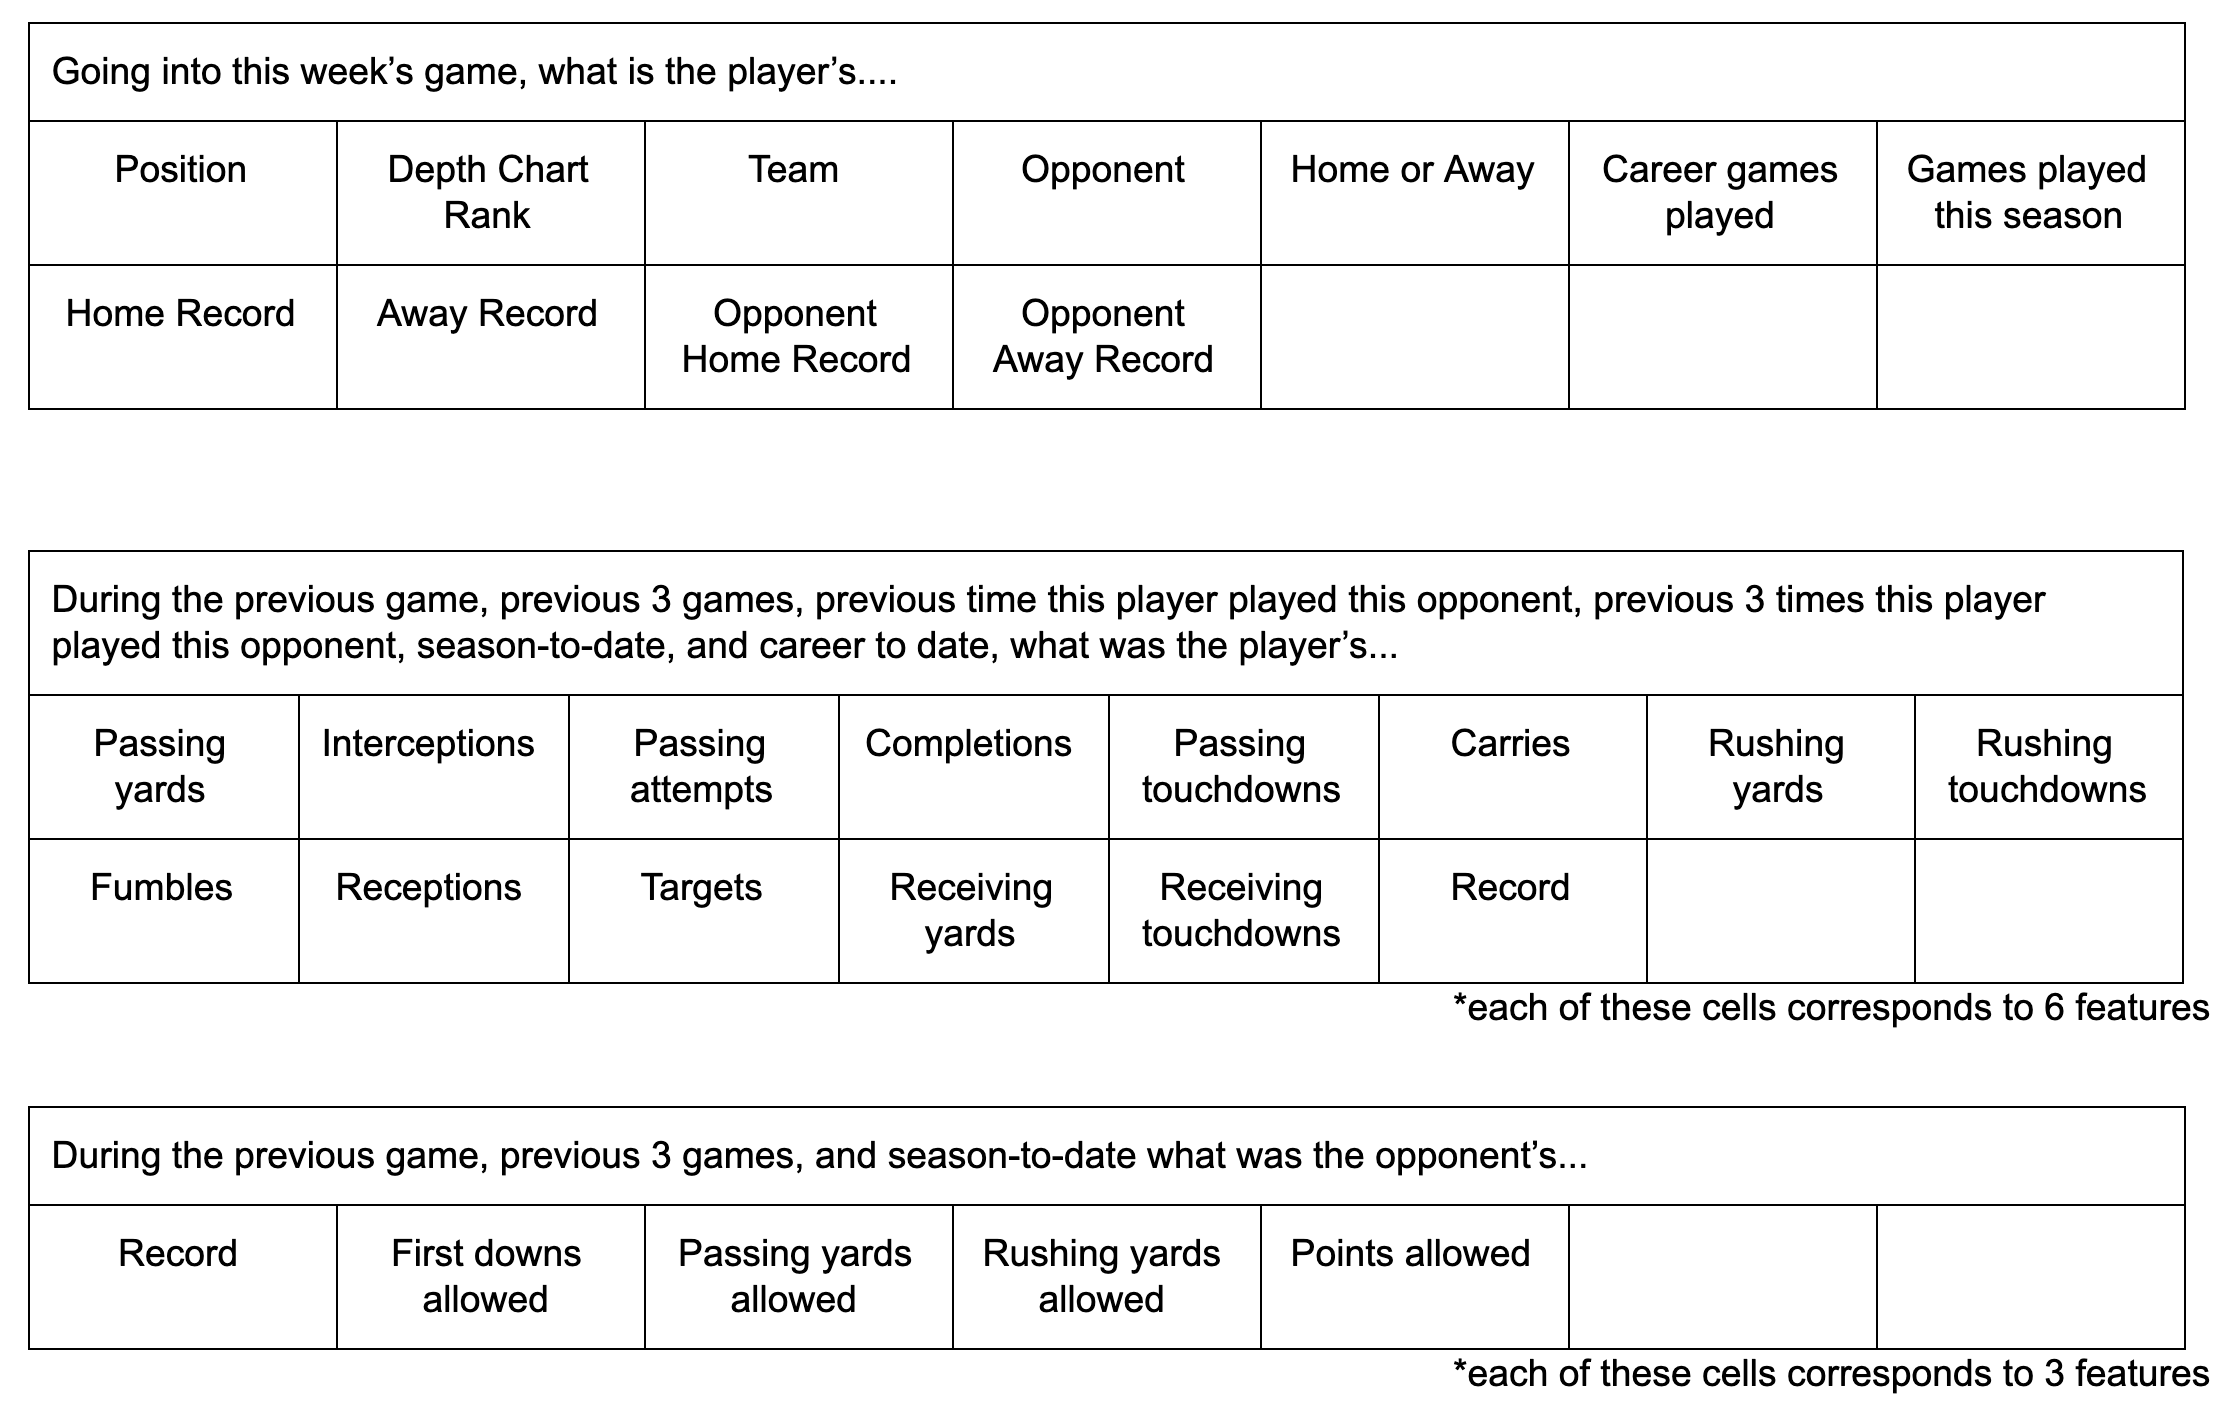 Going into this week’s game, what is the player’s....
Position
Depth Chart
Rank
Team
Opponent
Home or Away
Career games
played
Games played
this season
Home Record
Away Record
Opponent
Home Record
Opponent
Away Record
During the previous game, previous 3 games, previous time this player played this opponent, previous 3 times this player
played this opponent, season-to-date, and career to date, what was the player’s...
Passing
yards
Interceptions
Passing
attempts
Completions
Passing
touchdowns
Carries
Rushing
yards
Rushing
touchdowns
Fumbles
Receptions
Targets
Receiving
yards
Receiving
touchdowns
Record
*each of these cells corresponds to 6 features
During the previous game, previous 3 games, and season-to-date what was the opponent’s...
Record
First downs
allowed
Passing yards
allowed
Rushing yards
allowed
Points allowed
*each of these cells corresponds to 3 features